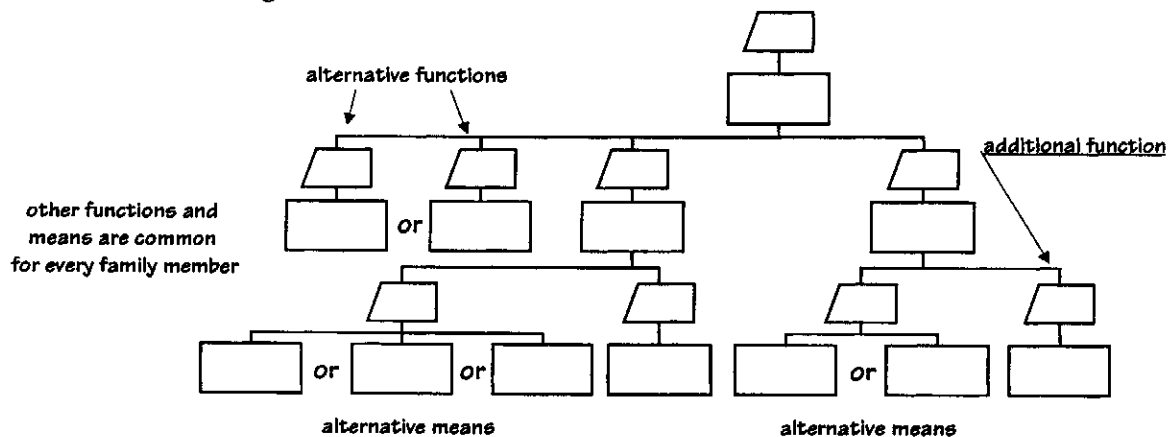 alternative functions
additional function
other functions and
means are common
for every family member
or
or
or
or
alternative means
alternative means